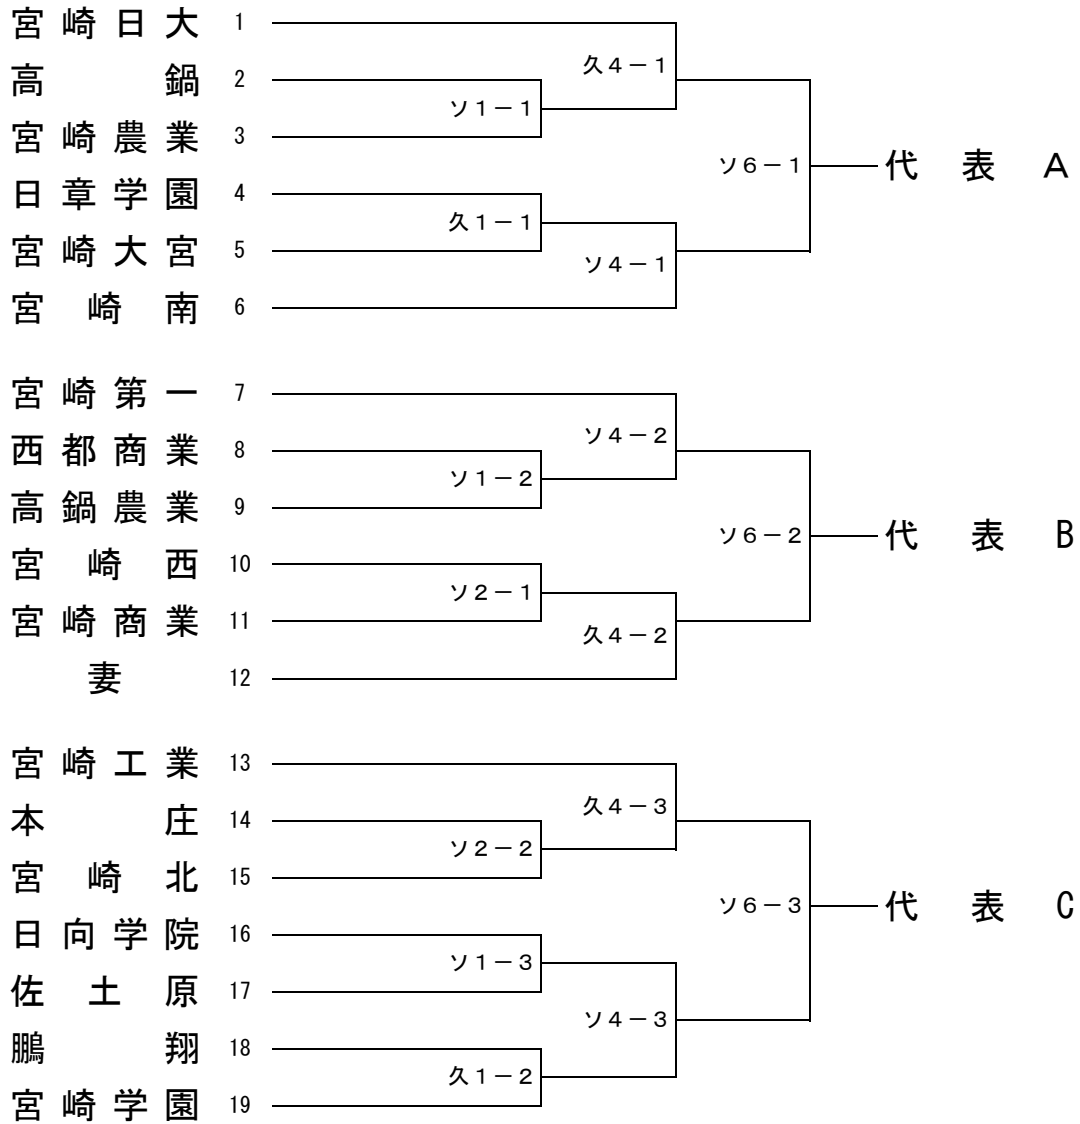 宮崎日大 1
久4－1
高鍋 2
ソ1－1
宮崎農業 3
ソ6－1 代表A
日章学園 4
久1－1
宮崎大宮 5
ソ4－1
宮崎南 6
宮崎第一 7
ソ4－2
西都商業 8
ソ1－2
高鍋農業 9
ソ6－2 代表B
宮崎西 10
ソ2－1
宮崎商業 11
久4－2
妻 12
宮崎工業 13
久4－3
本庄 14
ソ2－2
宮崎北 15
ソ6－3 代表C
日向学院 16
ソ1－3
佐土原 17
ソ4－3
鵬翔 18
久1－2
宮崎学園 19